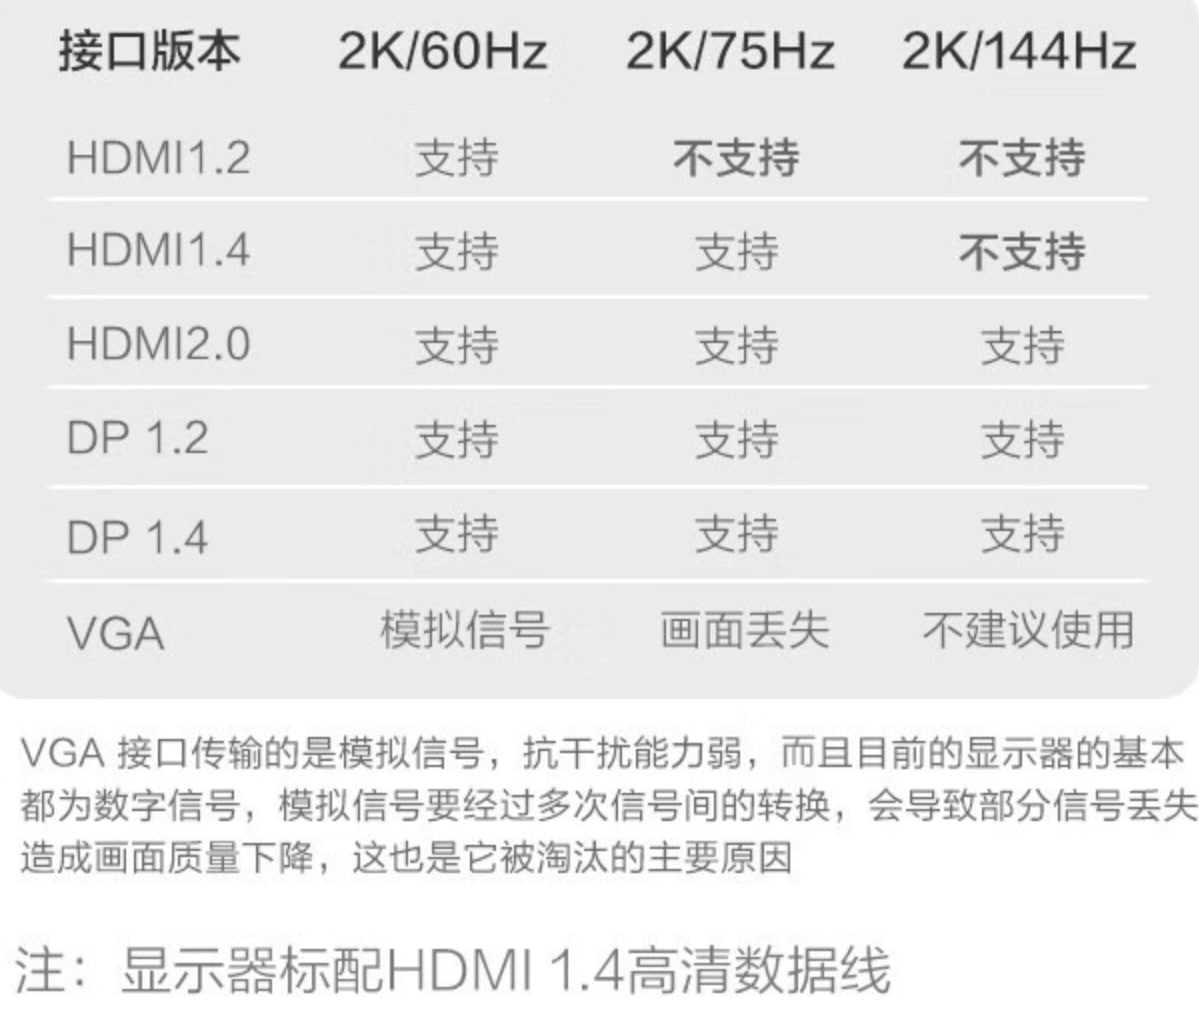 接口版本 2K/60Hz 2K/75Hz 2K/144Hz
HDMI1.2 支持 不支持 不支持
HDMI1.4 支持 支持 不支持
HDMI2.0 支持 支持 支持
DP 1.2 支持 支持 支持
DP 1.4 支持 支持 支持
VGA 模拟信号 画面丢失 不建议使用
VGA 接口传输的是模拟信号，抗干扰能力弱，而且目前的显示器的基本
都为数字信号，模拟信号要经过多次信号间的转换，会导致部分信号丢失
造成画面质量下降，这也是它被淘汰的主要原因
注：显示器标配HDMI 1.4高清数据线